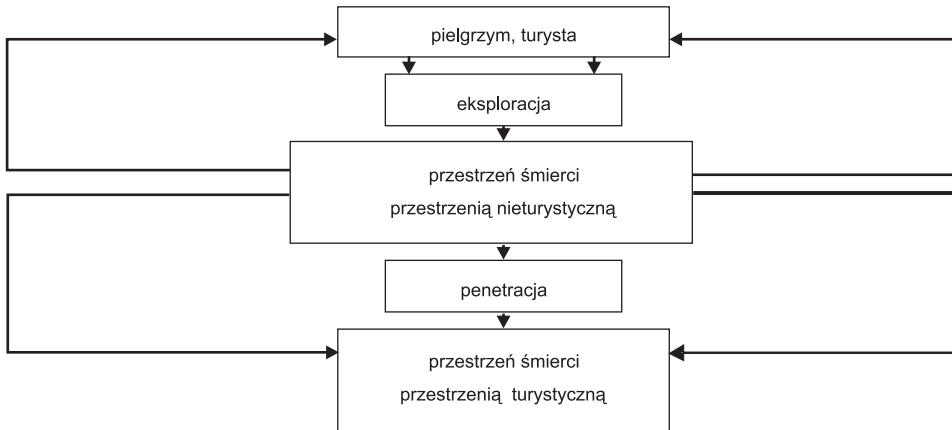 pielgrzym, turysta
eksploracja
przestrzeń śmierci
przestrzenią nieturystyczną
penetracja
przestrzeń śmierci
przestrzenią turystyczną